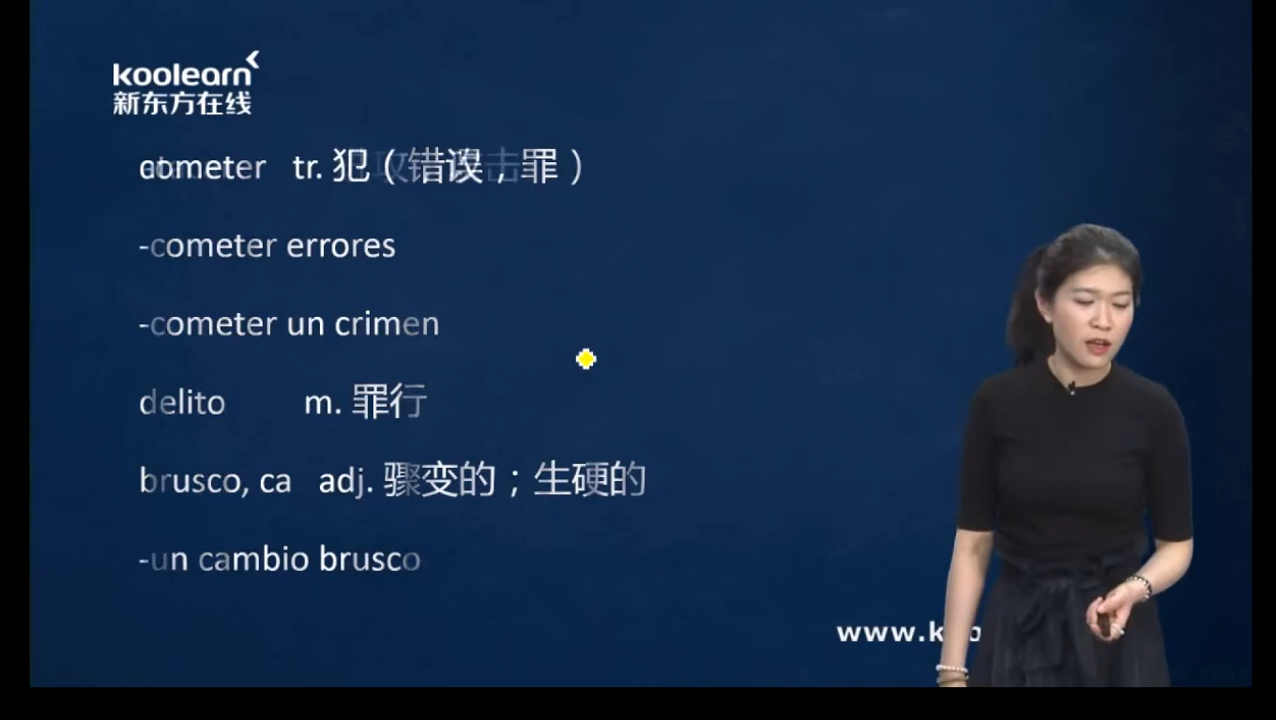 koolearn
新东方在线
cometer tr. 犯（错误，罪）
-cometer errores
-cometer un crimen
delito m. 罪行
brusco, ca adj. 骤变的；生硬的
-un cambio brusco
www.k